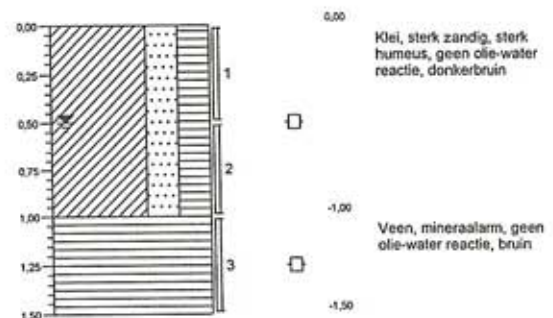 0,00
0,25
0,50
0,75
1,00
1,25
1,50
1
2
3
0,00
Klei, sterk zandig, sterk
humeus, geen olie-water
reactie, donkerbruin
-1,00
Veen, mineraalarm, geen
olie-water reactie, bruin
-1,50